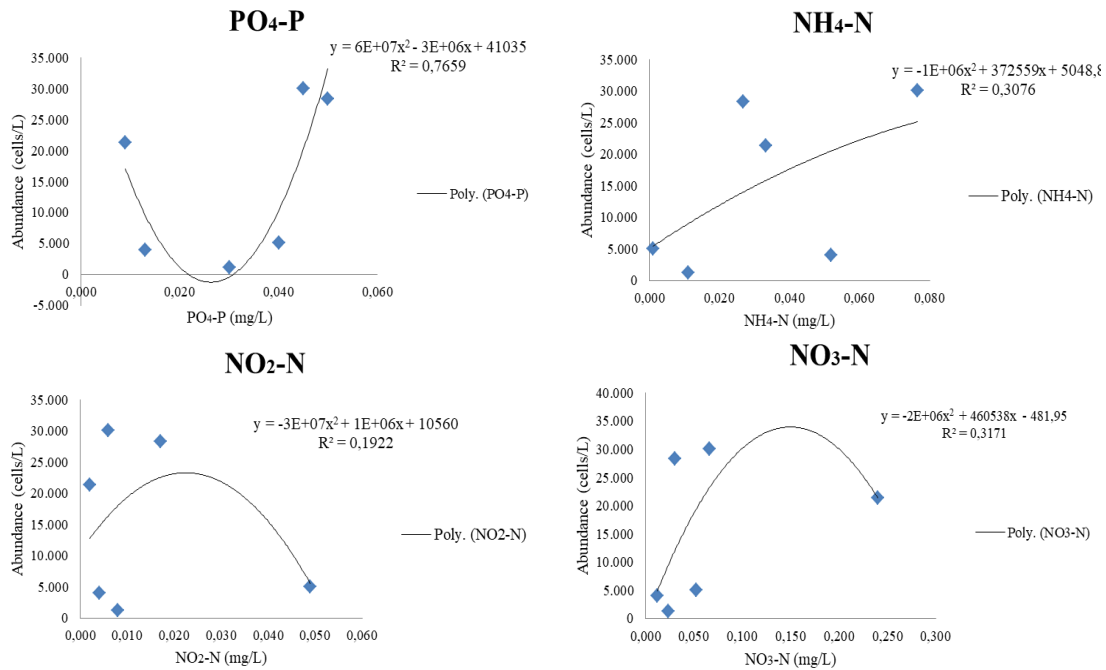 PO₄-P
y = 6E+07x² - 3E+06x + 41035
R² = 0,7659
35.000
30.000
25.000
20.000
15.000
10.000
5.000
0
-5.000
Abundance (cells/L)
0,000 0,020 0,040 0,060
PO₄-P (mg/L)
Poly. (PO4-P)
NH₄-N
y = -1E+06x² + 372559x + 5048,8
R² = 0,3076
35.000
30.000
25.000
20.000
15.000
10.000
5.000
0
Abundance (cells/L)
0,000 0,020 0,040 0,060 0,080
NH₄-N (mg/L)
Poly. (NH4-N)
NO₂-N
y = -3E+07x² + 1E+06x + 10560
R² = 0,1922
35.000
30.000
25.000
20.000
15.000
10.000
5.000
0
Abundance (cells/L)
0,000 0,010 0,020 0,030 0,040 0,050 0,060
NO₂-N (mg/L)
Poly. (NO2-N)
NO₃-N
y = -2E+06x² + 460538x - 481,95
R² = 0,3171
40.000
35.000
30.000
25.000
20.000
15.000
10.000
5.000
0
Abundance (cells/L)
0,000 0,050 0,100 0,150 0,200 0,250 0,300
NO₃-N (mg/L)
Poly. (NO3-N)